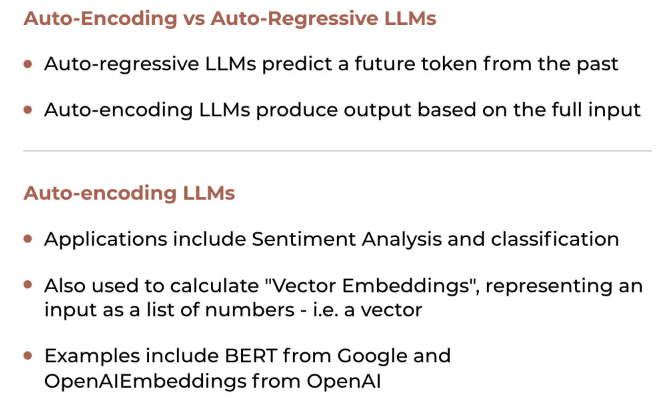 Auto-Encoding vs Auto-Regressive LLMs
Auto-regressive LLMs predict a future token from the past
Auto-encoding LLMs produce output based on the full input
Auto-encoding LLMs
Applications include Sentiment Analysis and classification
Also used to calculate "Vector Embeddings", representing an
input as a list of numbers - i.e. a vector
Examples include BERT from Google and
OpenAIEmbeddings from OpenAI